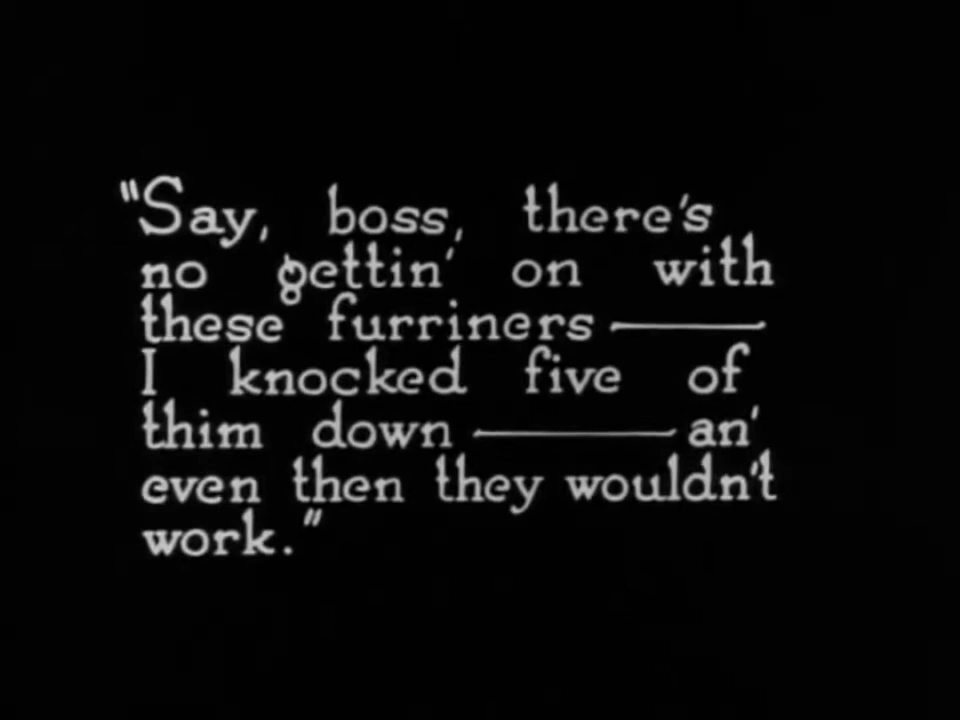 "Say, boss, there's
no gettin' on with
these furriners ——
I knocked five of
thim down —— an'
even then they wouldn't
work."